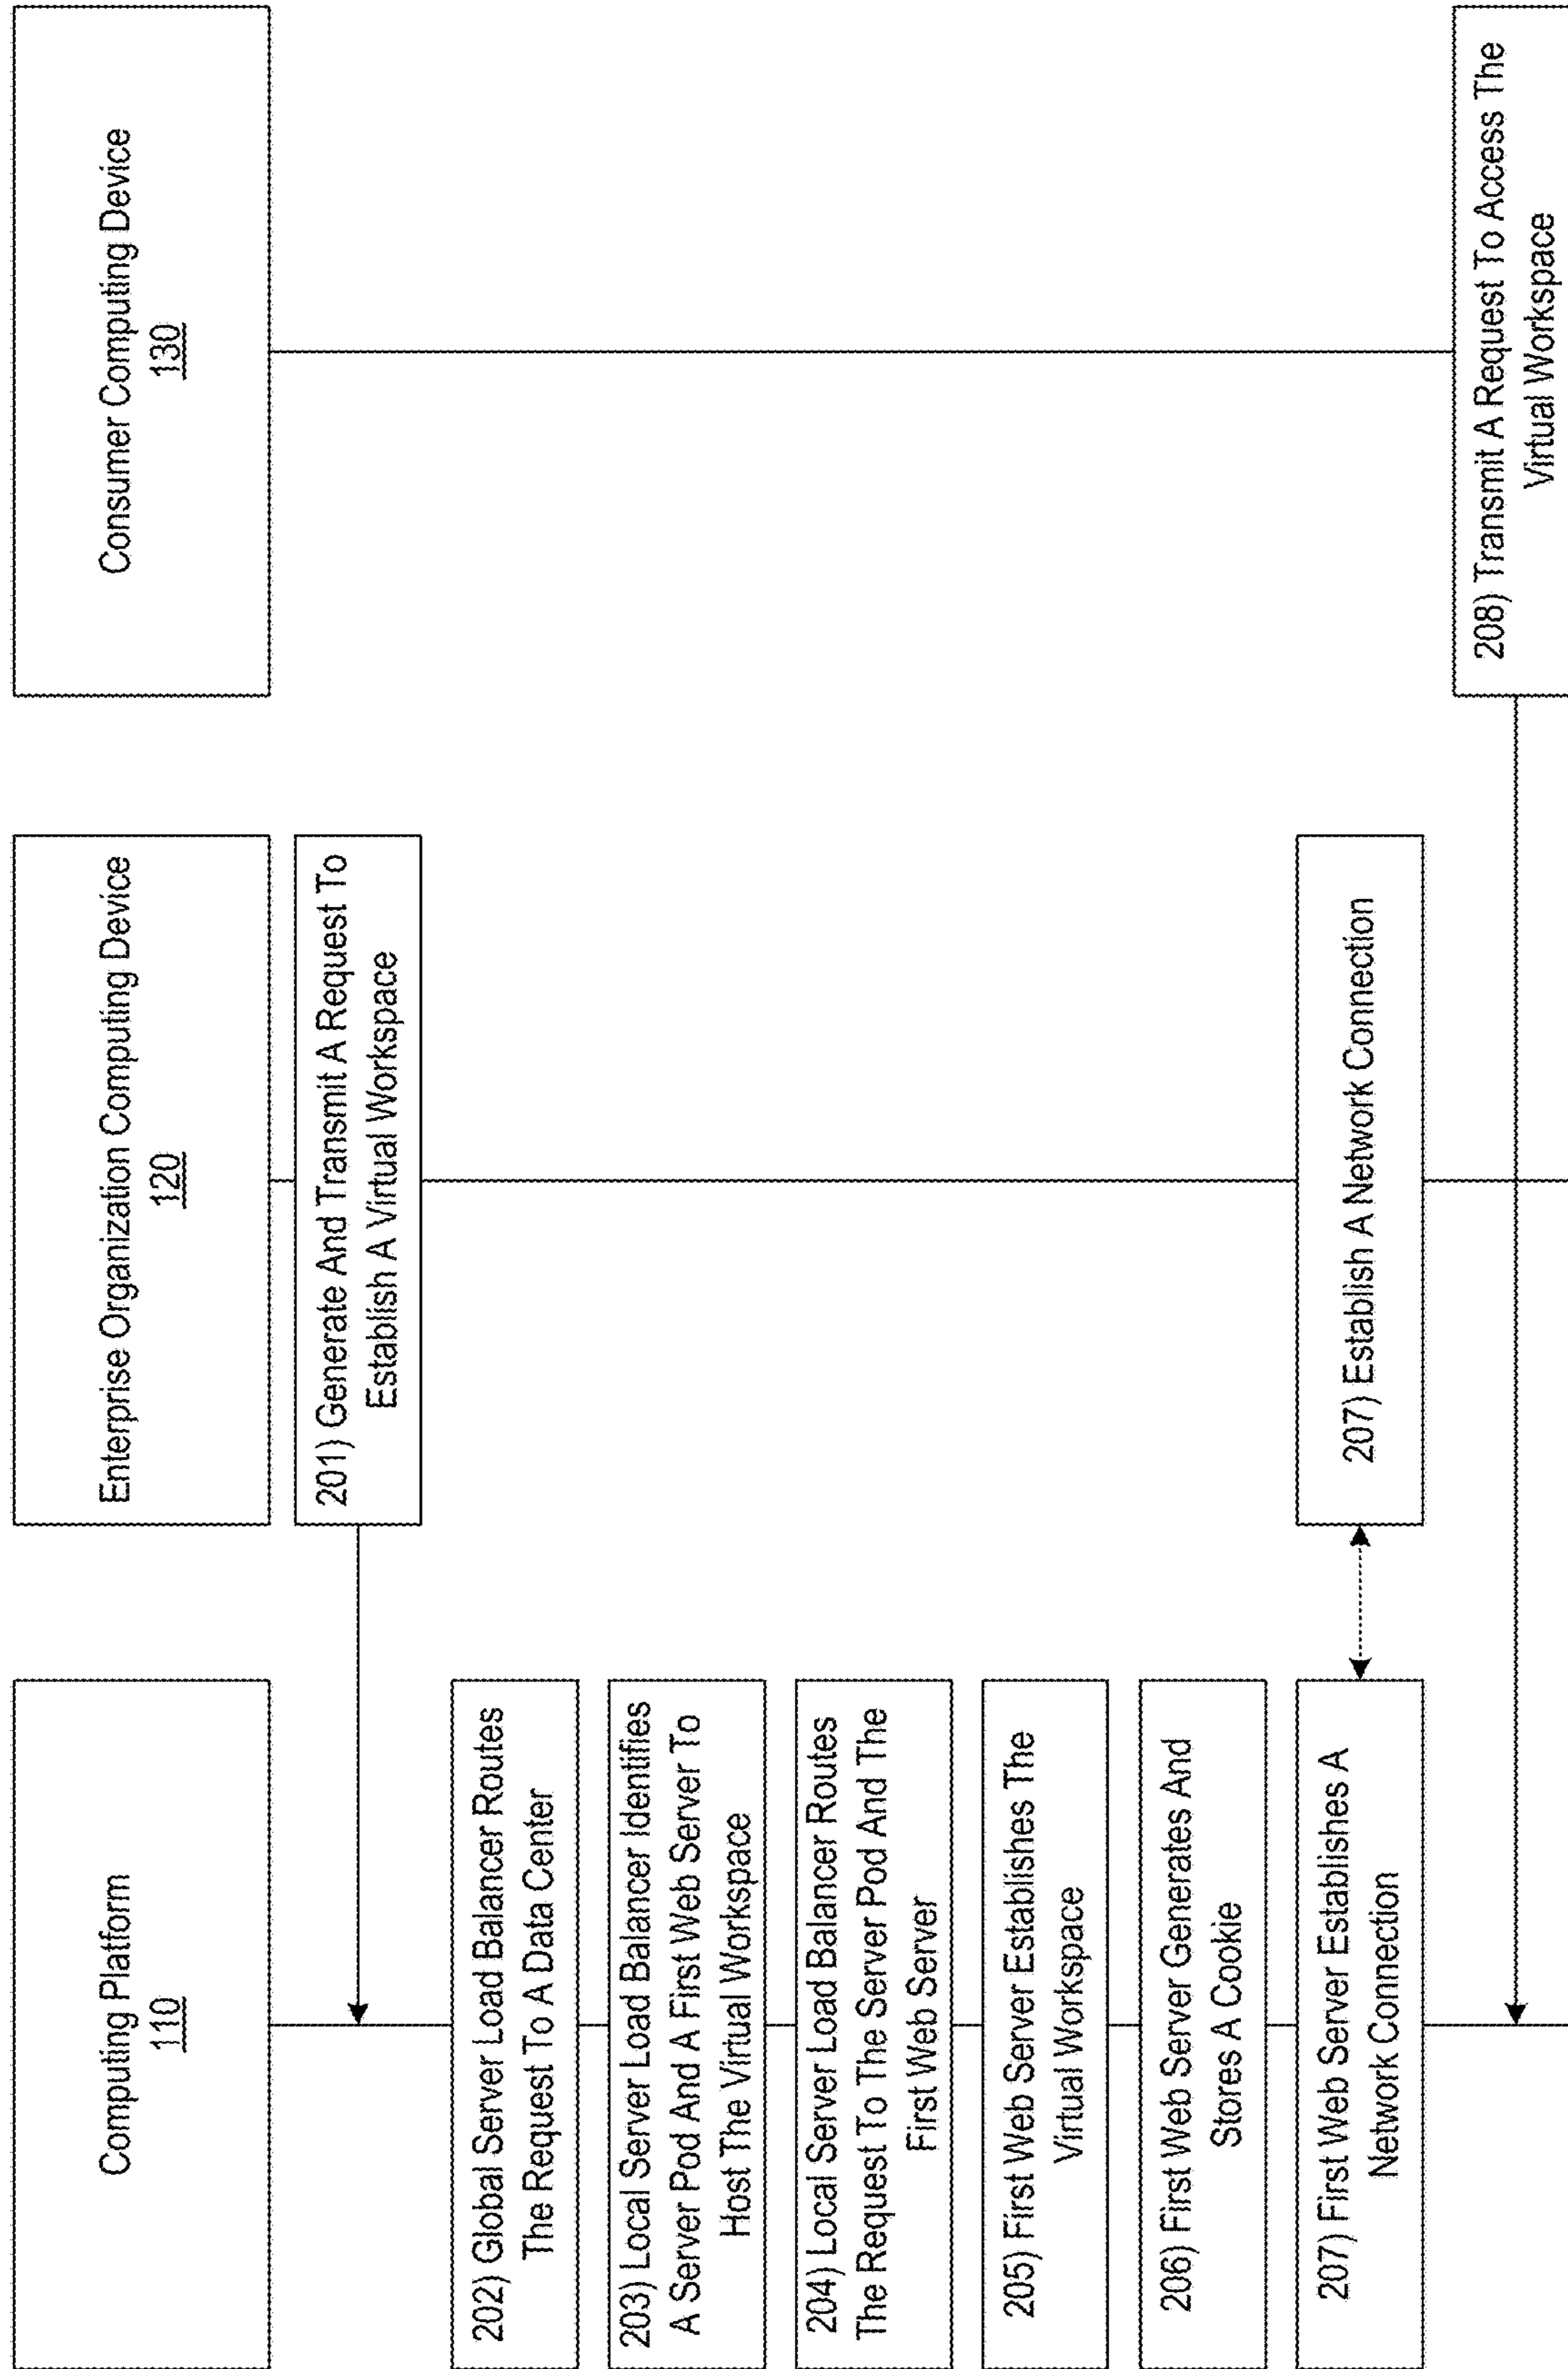 Computing Platform
110
Enterprise Organization Computing Device
120
Consumer Computing Device
130
201) Generate And Transmit A Request To
Establish A Virtual Workspace
202) Global Server Load Balancer Routes
The Request To A Data Center
203) Local Server Load Balancer Identifies
A Server Pod And A First Web Server To
Host The Virtual Workspace
204) Local Server Load Balancer Routes
The Request To The Server Pod And The
First Web Server
205) First Web Server Establishes The
Virtual Workspace
206) First Web Server Generates And
Stores A Cookie
207) First Web Server Establishes A
Network Connection
207) Establish A Network Connection
208) Transmit A Request To Access The
Virtual Workspace